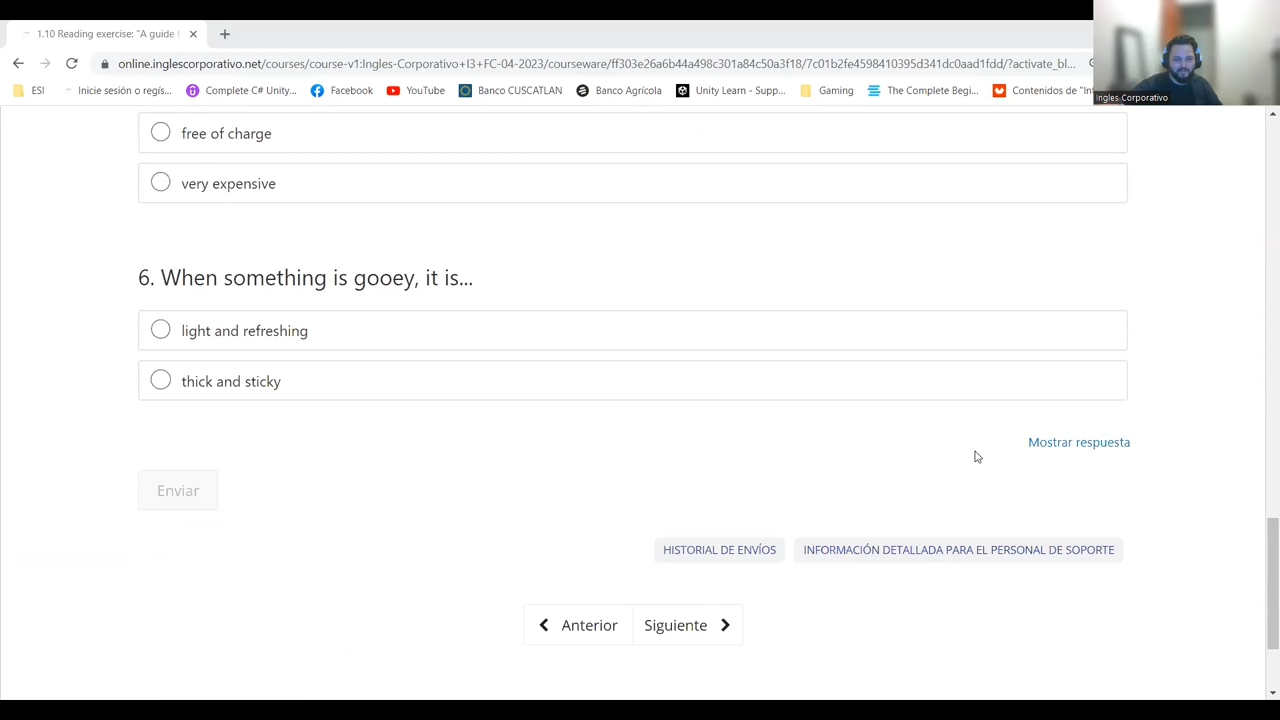 1.10 Reading exercise: "A guide
online.inglescorporativo.net/courses/course-v1:Ingles-Corporativo+I3+FC-04-2023/courseware/ff303e26a6b44a498c301a84c50a3f18/7c01b2fe4598410395d341dc0aad1fdd/?activate_bl...
ESI Inicie sesión o regís... Complete C# Unity... Facebook YouTube Banco CUSCATLAN Banco Agrícola Unity Learn - Supp... Gaming The Complete Begi... Contenidos de "Int
Ingles Corporativo
free of charge
very expensive
6. When something is gooey, it is...
light and refreshing
thick and sticky
Mostrar respuesta
Enviar
HISTORIAL DE ENVÍOS INFORMACIÓN DETALLADA PARA EL PERSONAL DE SOPORTE
Anterior Siguiente